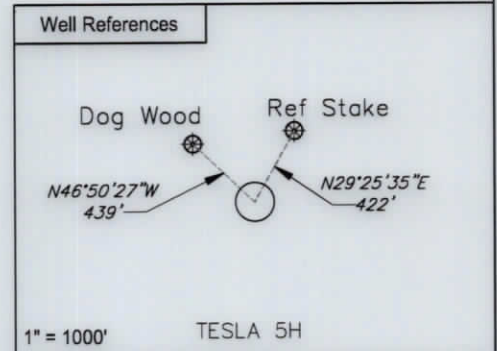 Well References
Dog Wood
Ref Stake
N46°50'27"W
439'
N29°25'35"E
422'
1" = 1000'
TESLA 5H